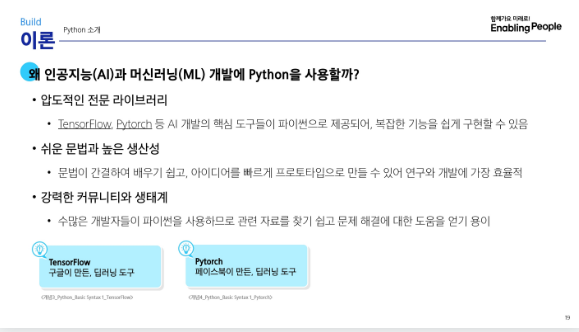 Build
이론
Python 소개
함께가요 미래로!
Enabling People
왜 인공지능(AI)과 머신러닝(ML) 개발에 Python을 사용할까?
• 압도적인 전문 라이브러리
• TensorFlow, Pytorch 등 AI 개발의 핵심 도구들이 파이썬으로 제공되어, 복잡한 기능을 쉽게 구현할 수 있음
• 쉬운 문법과 높은 생산성
• 문법이 간결하여 배우기 쉽고, 아이디어를 빠르게 프로토타입으로 만들 수 있어 연구와 개발에 가장 효율적
• 강력한 커뮤니티와 생태계
• 수많은 개발자들이 파이썬을 사용하므로 관련 자료를 찾기 쉽고 문제 해결에 대한 도움을 얻기 용이
TensorFlow
구글이 만든, 딥러닝 도구
Pytorch
페이스북이 만든, 딥러닝 도구
Python_Basic Syntax 1_TensorFlow
Python_Basic Syntax 1_Pytorch
19